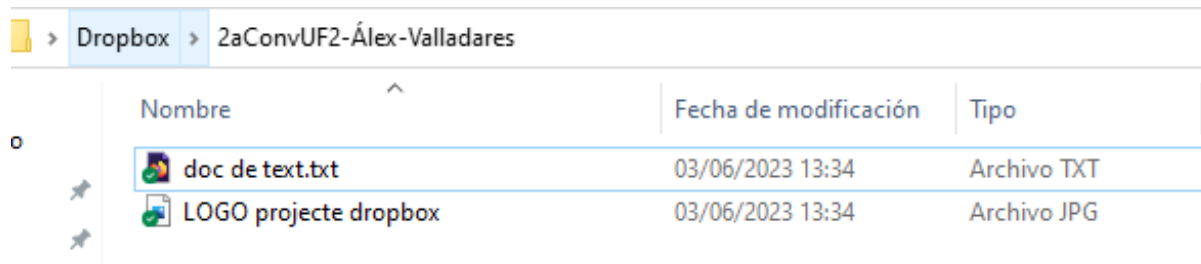 > Dropbox > 2aConvUF2-Álex-Valladares
Nombre Fecha de modificación Tipo
o
doc de text.txt 03/06/2023 13:34 Archivo TXT
LOGO projecte dropbox 03/06/2023 13:34 Archivo JPG